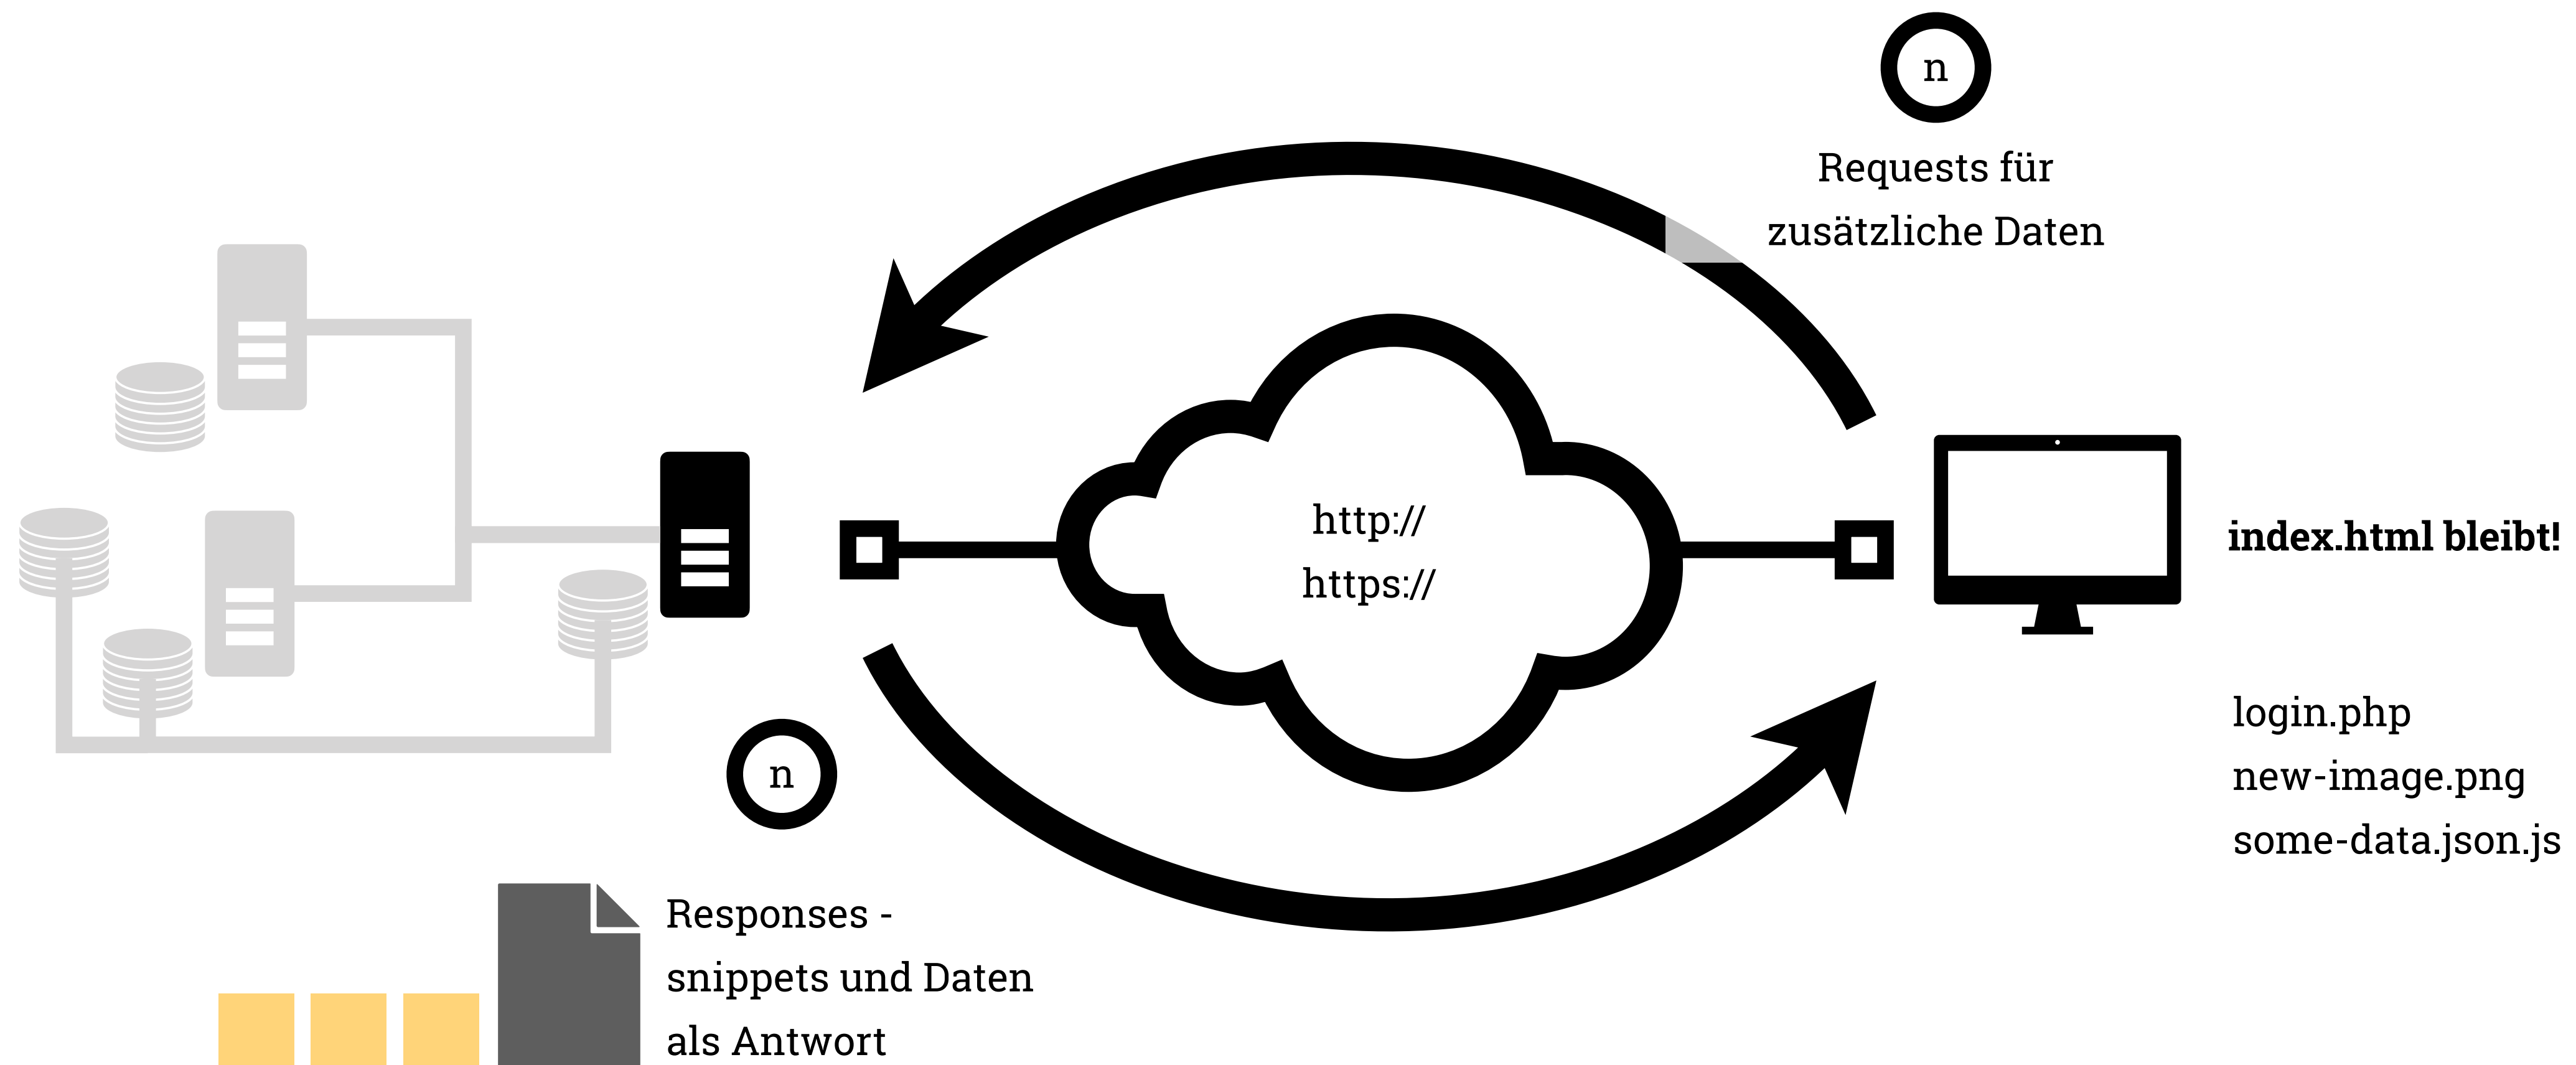 n
Requests für
zusätzliche Daten
http://
https://
index.html bleibt!
login.php
new-image.png
some-data.json.js
n
Responses -
snippets und Daten
als Antwort